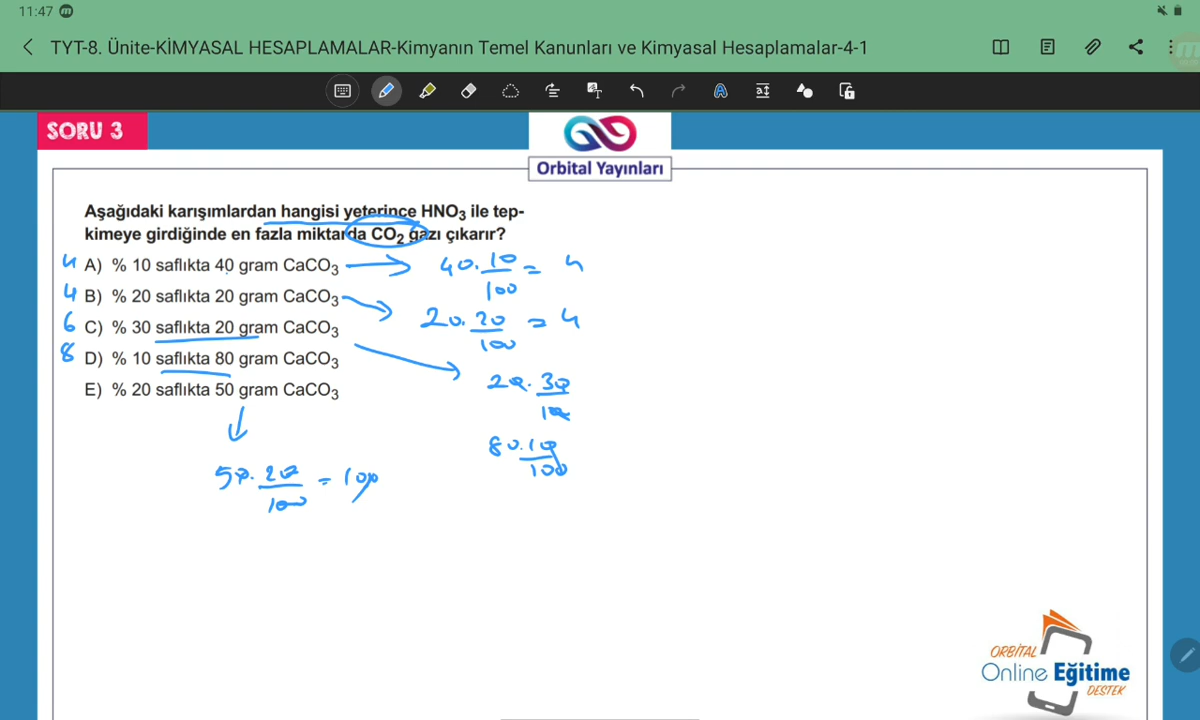 11:47
TYT-8. Ünite-KİMYASAL HESAPLAMALAR-Kimyanın Temel Kanunları ve Kimyasal Hesaplamalar-4-1
SORU 3
Orbital Yayınları
Aşağıdaki karışımlardan hangisi yeterince HNO3 ile tep-
kimeye girdiğinde en fazla miktarda CO2 gazı çıkarır?
4 A) % 10 saflıkta 40 gram CaCO3
40.10/100 = 4
4 B) % 20 saflıkta 20 gram CaCO3
20.20/100 = 4
6 C) % 30 saflıkta 20 gram CaCO3
20.30/100
8 D) % 10 saflıkta 80 gram CaCO3
80.10/100
E) % 20 saflıkta 50 gram CaCO3
50.20/100 =
ORBİTAL
Online Eğitime
DESTEK